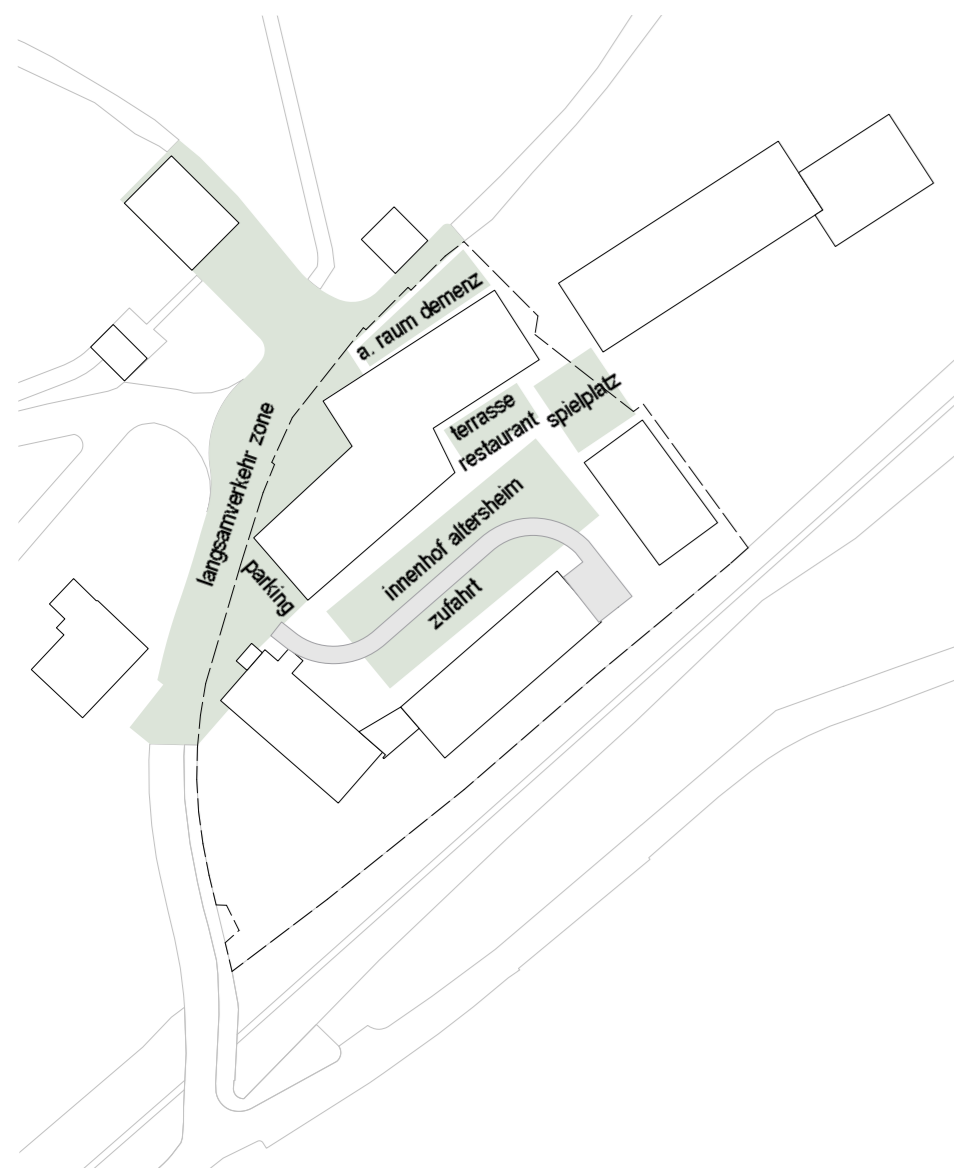 a. raum demenz
terrasse
restaurant
spielplatz
langsamverkehr zone
innenhof altersheim
parking
zufahrt